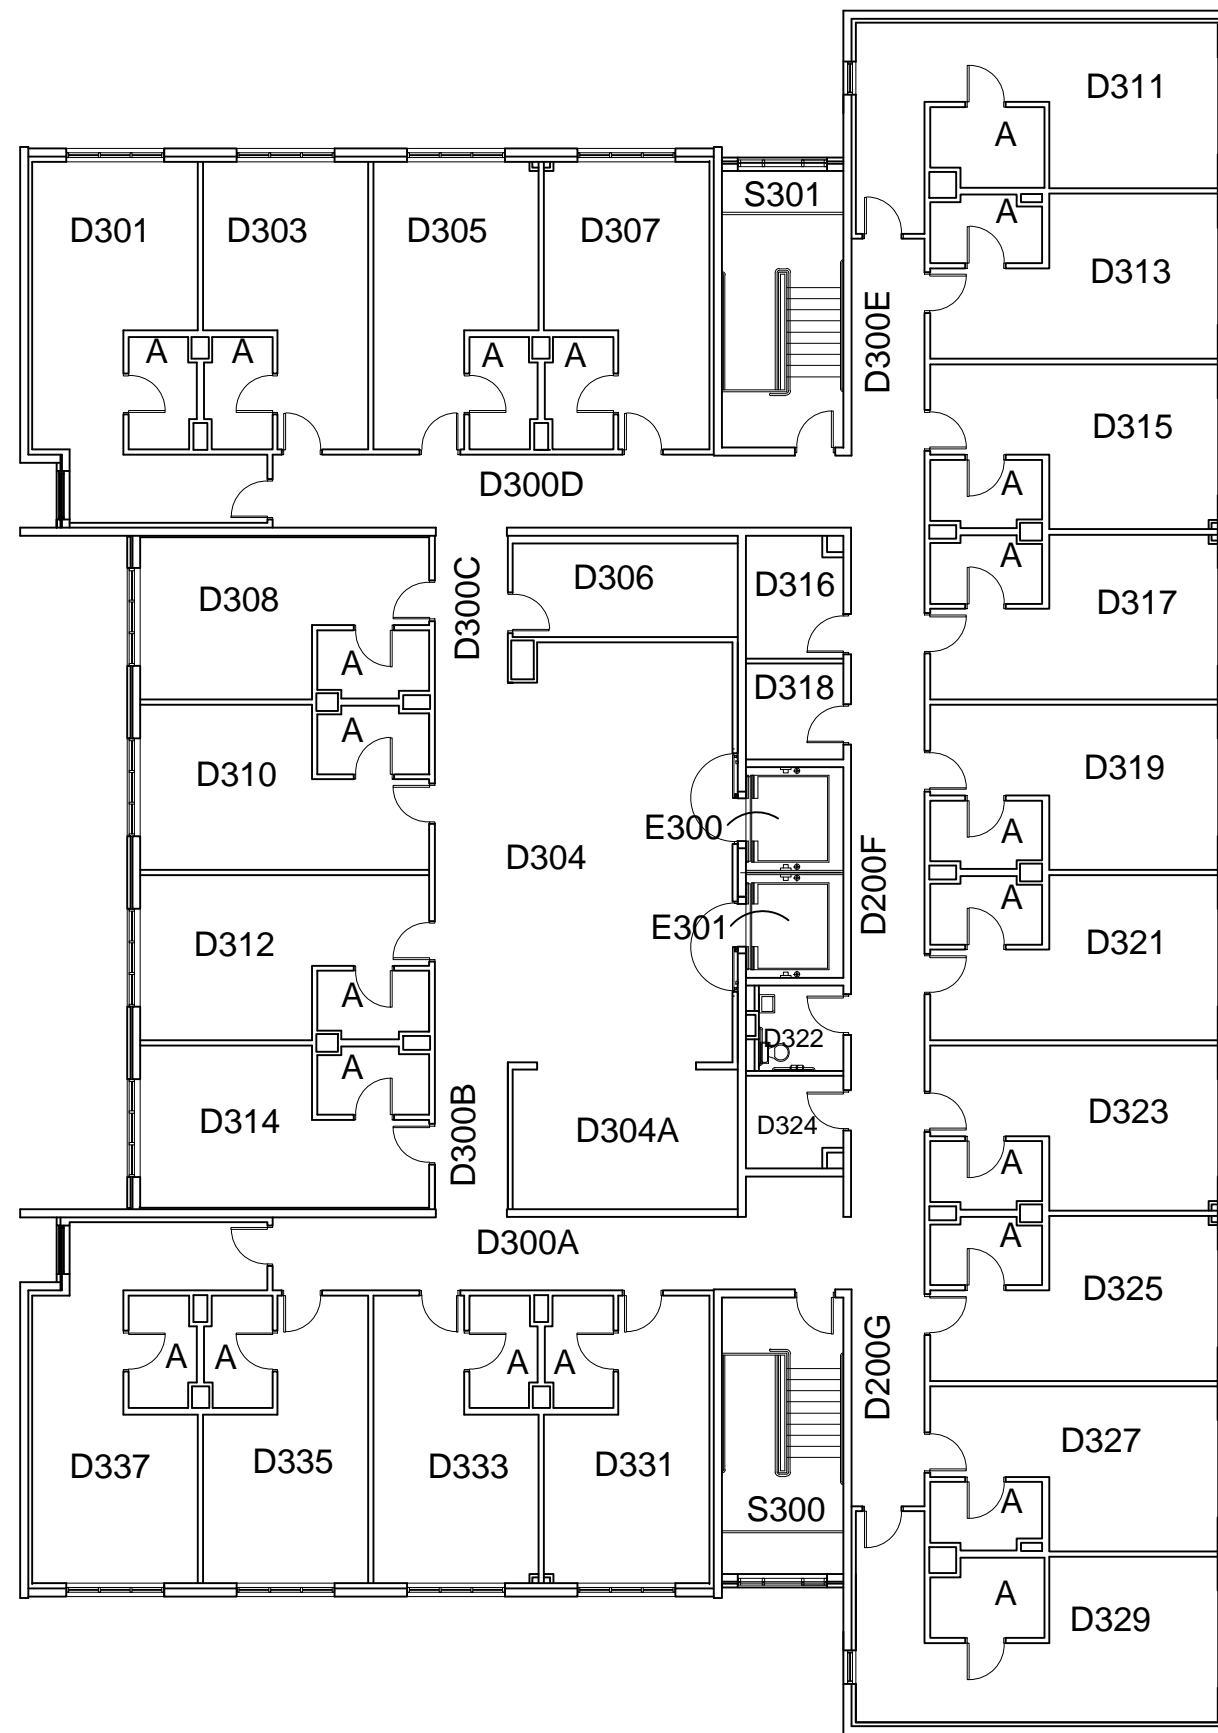 D311
A
S301
A
D301
D303
D305
D307
D313
D300E
A
A
A
A
D315
A
D300D
A
D306
D316
D308
D300C
D317
A
D318
A
D310
D319
E300
A
D304
D200F
A
E301
D312
D321
A
D322
A
D323
D314
D300B
D304A
D324
A
A
D300A
D325
A
A
A
A
D200G
D327
D337
D335
D333
D331
A
S300
A
D329